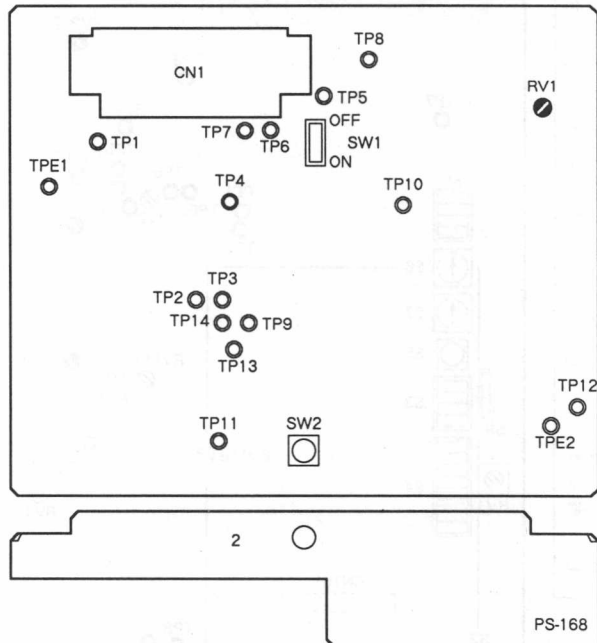 TP8
CN1
RV1
TP5
OFF
TP7
TP6
SW1
TP1
ON
TPE1
TP4
TP10
TP3
TP2
TP14
TP9
TP13
TP12
TP11
SW2
TPE2
2
PS-168